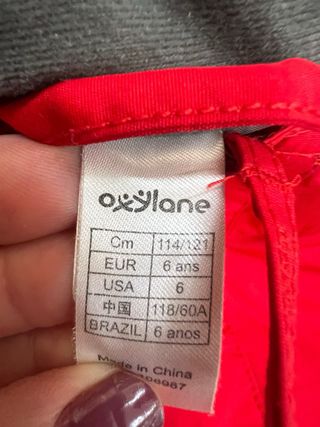 oxylane
Cm 114/121
EUR 6 ans
USA 6
中国 118/60A
BRAZIL 6 anos
Made in China